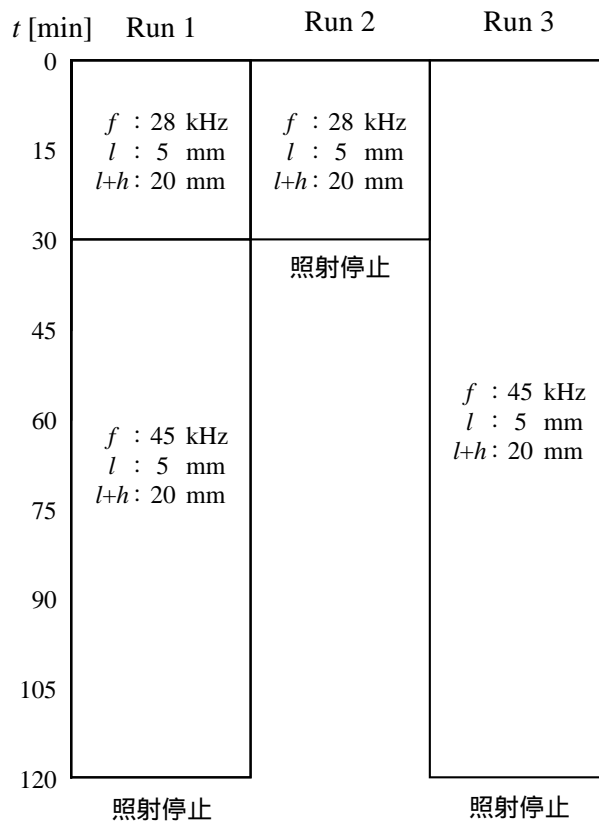 t [min] Run 1 Run 2 Run 3
0
f : 28 kHz
l : 5 mm
l+h : 20 mm
f : 28 kHz
l : 5 mm
l+h : 20 mm
15
30
照射停止
45
60
f : 45 kHz
l : 5 mm
l+h : 20 mm
f : 45 kHz
l : 5 mm
l+h : 20 mm
75
90
105
120
照射停止
照射停止